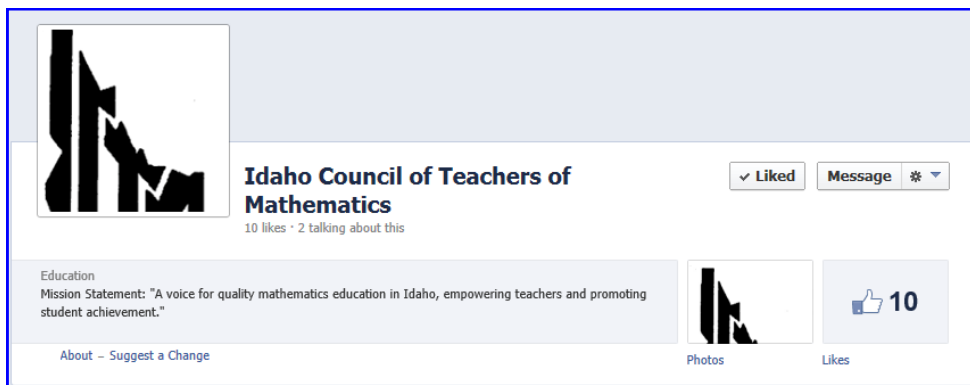 Idaho Council of Teachers of
Mathematics
10 likes · 2 talking about this
✓ Liked
Message
Education
Mission Statement: "A voice for quality mathematics education in Idaho, empowering teachers and promoting
student achievement."
10
About – Suggest a Change
Photos
Likes